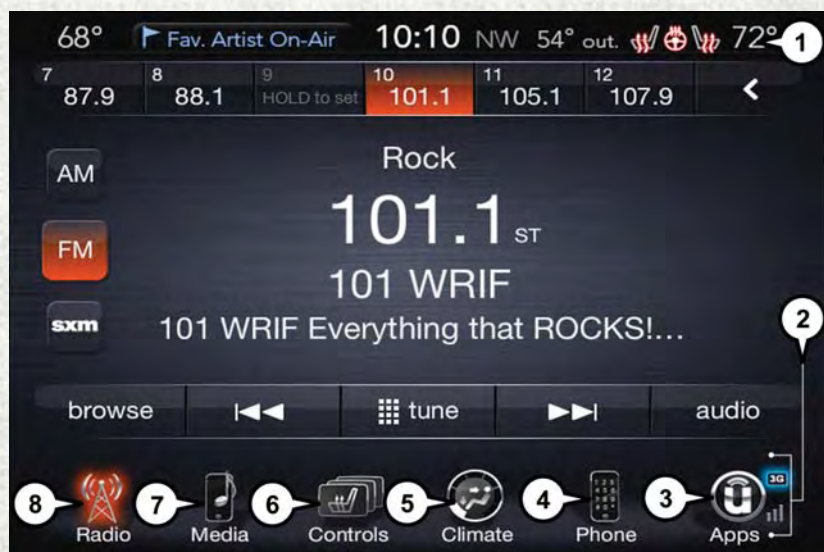 68° Fav. Artist On-Air 10:10 NW 54° out. 72° 1
7 87.9 8 88.1 9 HOLD to set 10 101.1 11 105.1 12 107.9
AM
Rock
FM
101.1 ST
101 WRIF
sxm
101 WRIF Everything that ROCKS!...
2
browse tune audio
3G
8 7 6 5 4 3
Radio Media Controls Climate Phone Apps